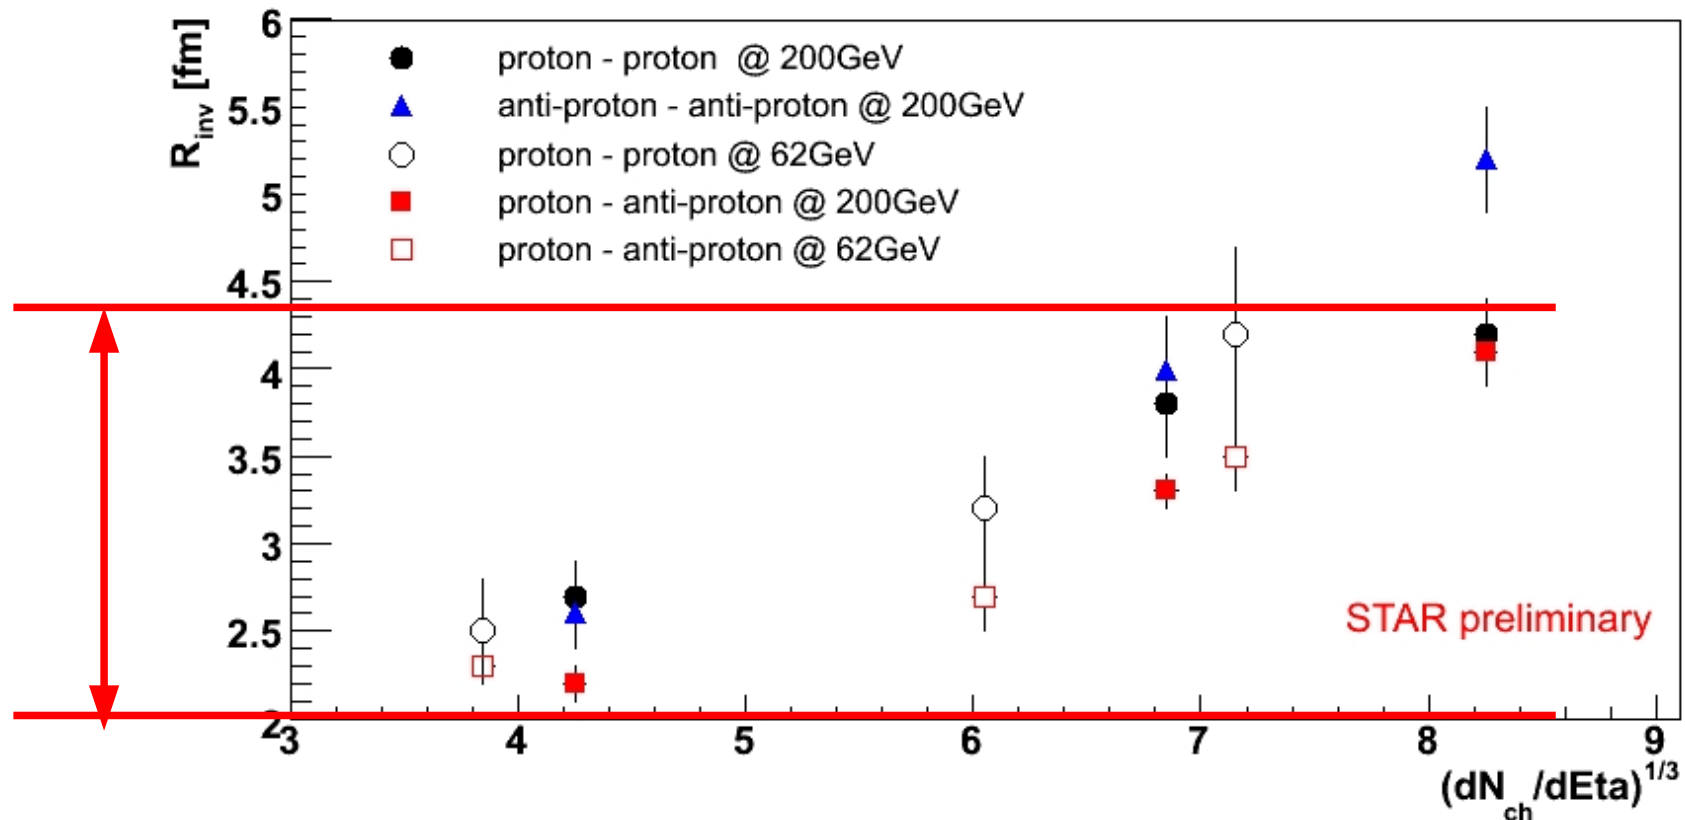 R_inv [fm]
6
5.5
5
4.5
4
3.5
3
2.5
2
proton - proton @ 200GeV
anti-proton - anti-proton @ 200GeV
proton - proton @ 62GeV
proton - anti-proton @ 200GeV
proton - anti-proton @ 62GeV
STAR preliminary
3 4 5 6 7 8 9
(dN_ch/dEta)^1/3